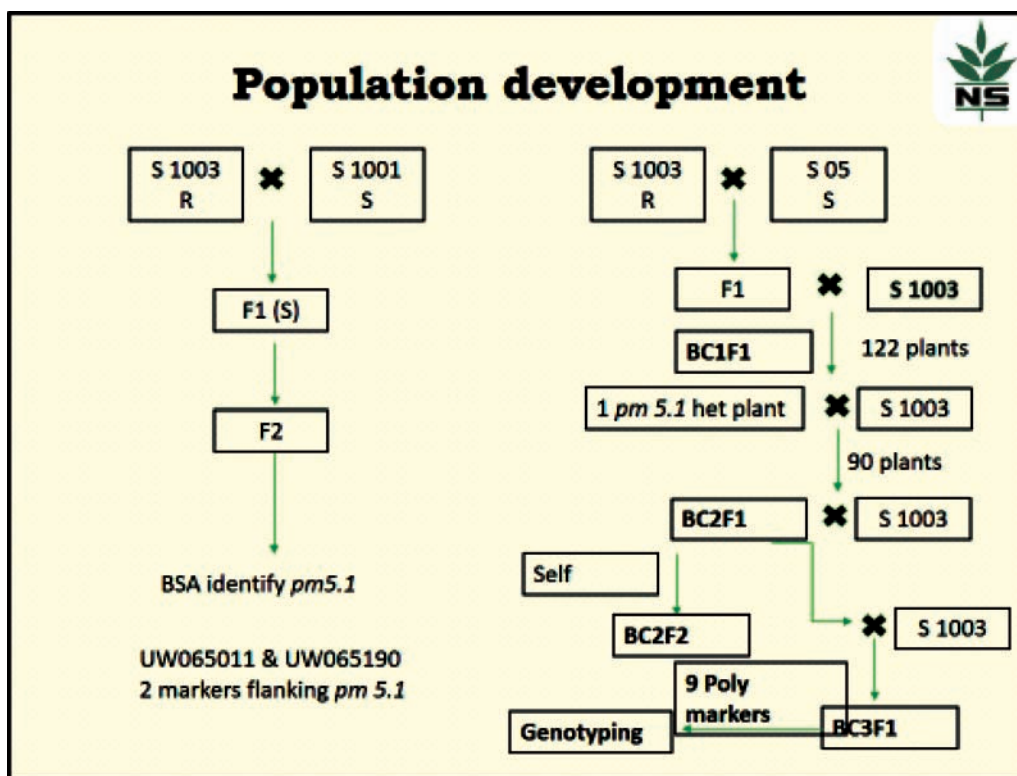 Population development
NS
S 1003
R
S 1001
S
F1 (S)
F2
BSA identify pm5.1
UW065011 & UW065190
2 markers flanking pm 5.1
S 1003
R
S 05
S
F1
S 1003
BC1F1
122 plants
1 pm 5.1 het plant
S 1003
90 plants
BC2F1
S 1003
Self
BC2F2
S 1003
9 Poly
markers
Genotyping
BC3F1